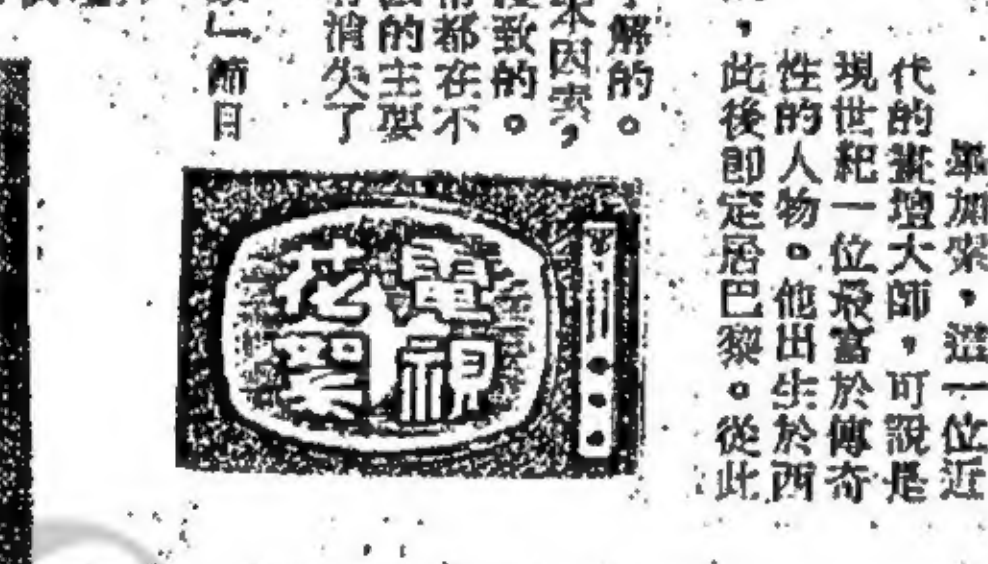 畢加索，這一位近
代的畫壇大師，可說是
現世紀一位最富於傳奇
性的人物。他出生於西
，此後即定居巴黎。從此
解的。
本因素，
致的。
都在不
的主要
消失了
」節目
電視
花絮